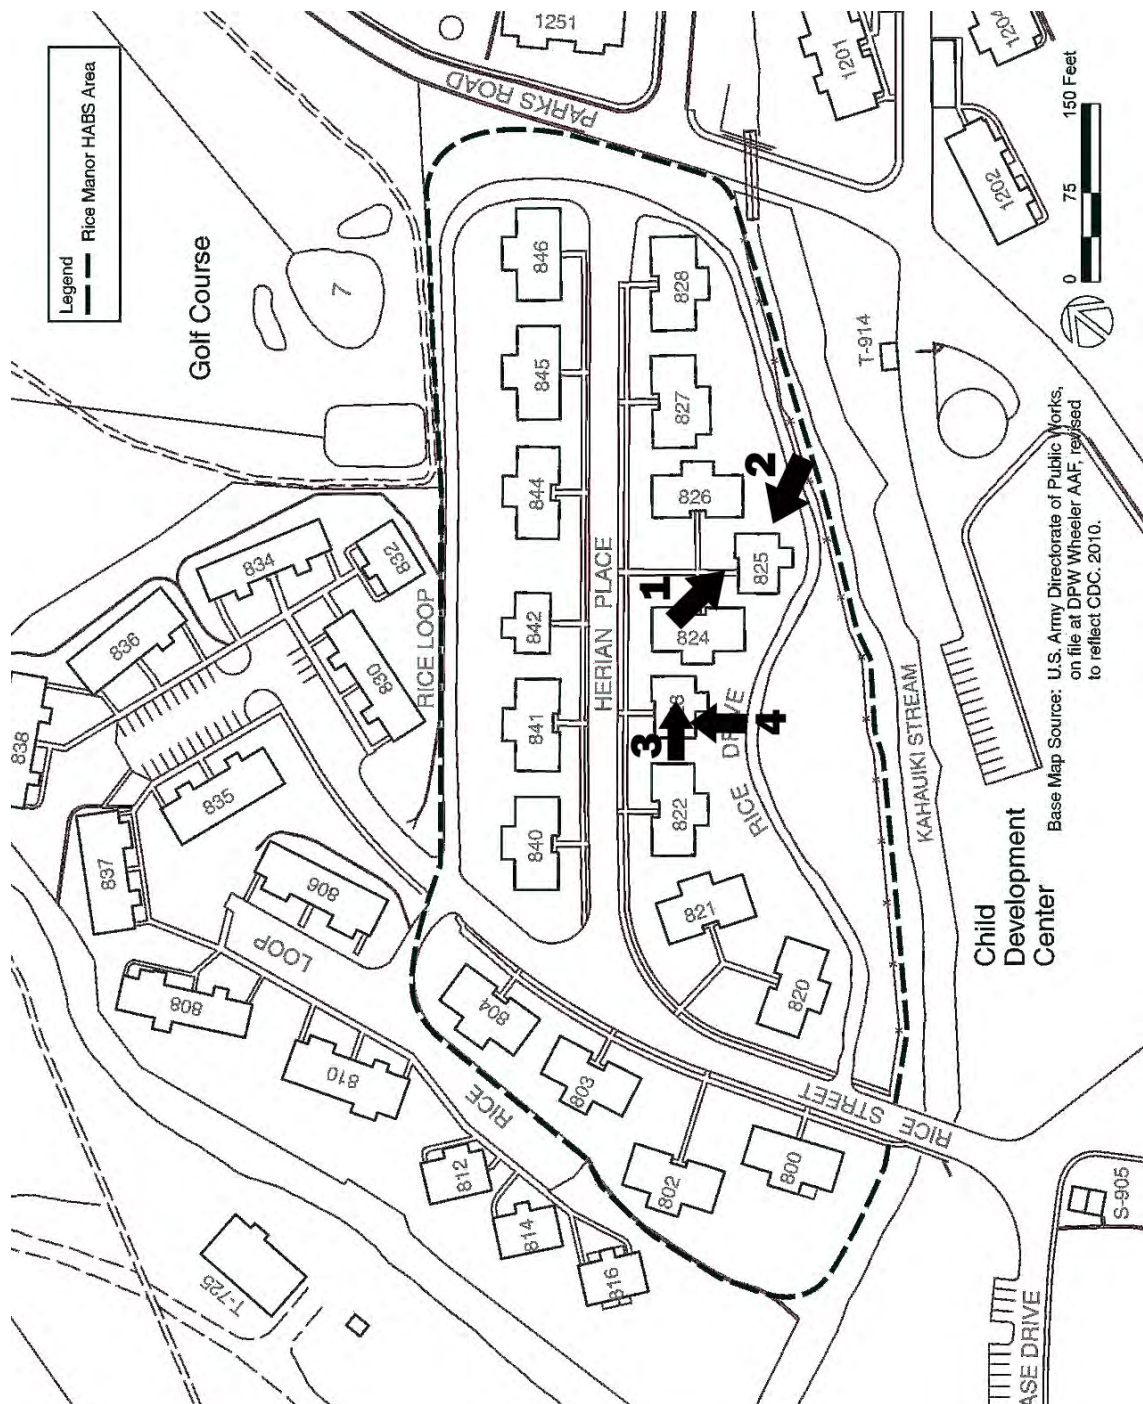 Legend
Rice Manor HABS Area
Golf Course
7
1251
PARKS ROAD
1201
1204
1202
0 75 150 Feet
T-914
846
845
844
842
841
840
HERIAN PLACE
RICE LOOP
828
827
826
825
824
822
821
820
1
2
3
4
RICE DRIVE
KAHAUIKI STREAM
838
836
834
832
830
835
837
806
LOOP
808
810
RICE
812
814
816
804
803
802
800
RICE STREET
T-725
Child
Development
Center
S-905
ASE DRIVE
Base Map Source: U.S. Army Directorate of Public Works,
on file at DPW Wheeler AAF, revised
to reflect CDC. 2010.